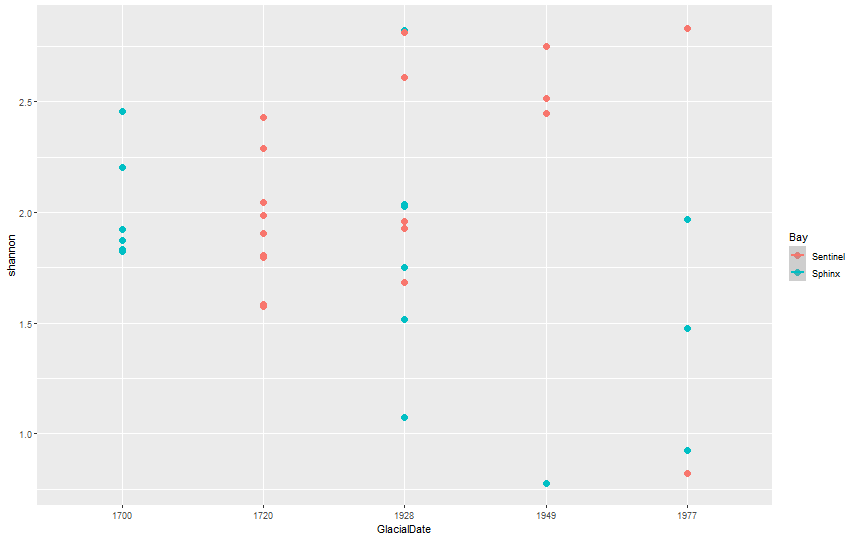 2.5
2.0
1.5
1.0
shannon
1700 1720 1928 1949 1977
GlacialDate
Bay
Sentinel
Sphinx